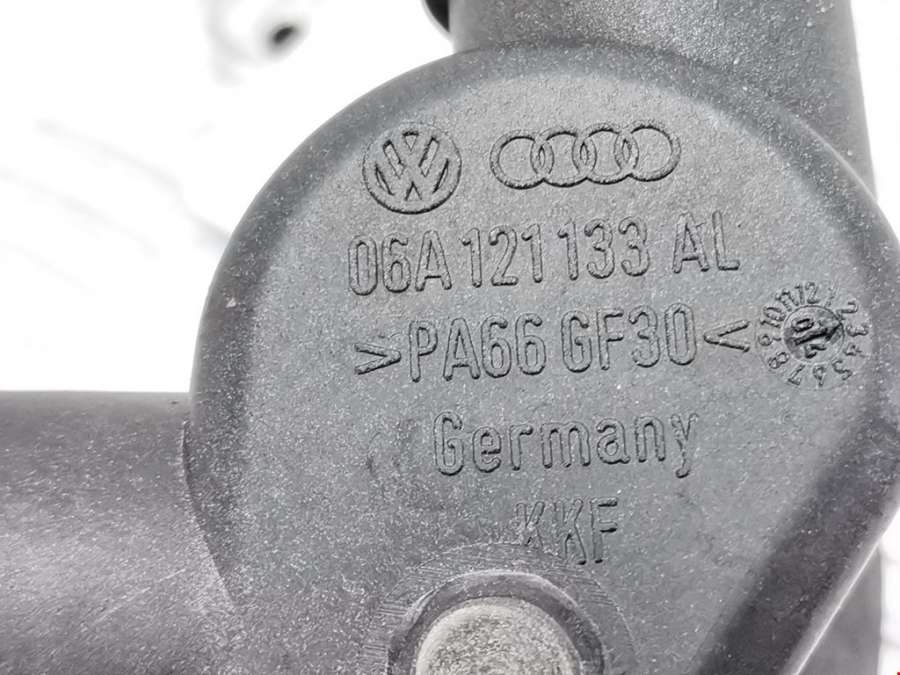 06A 121 133 AL
>PA66 GF30<
Germany
KKF